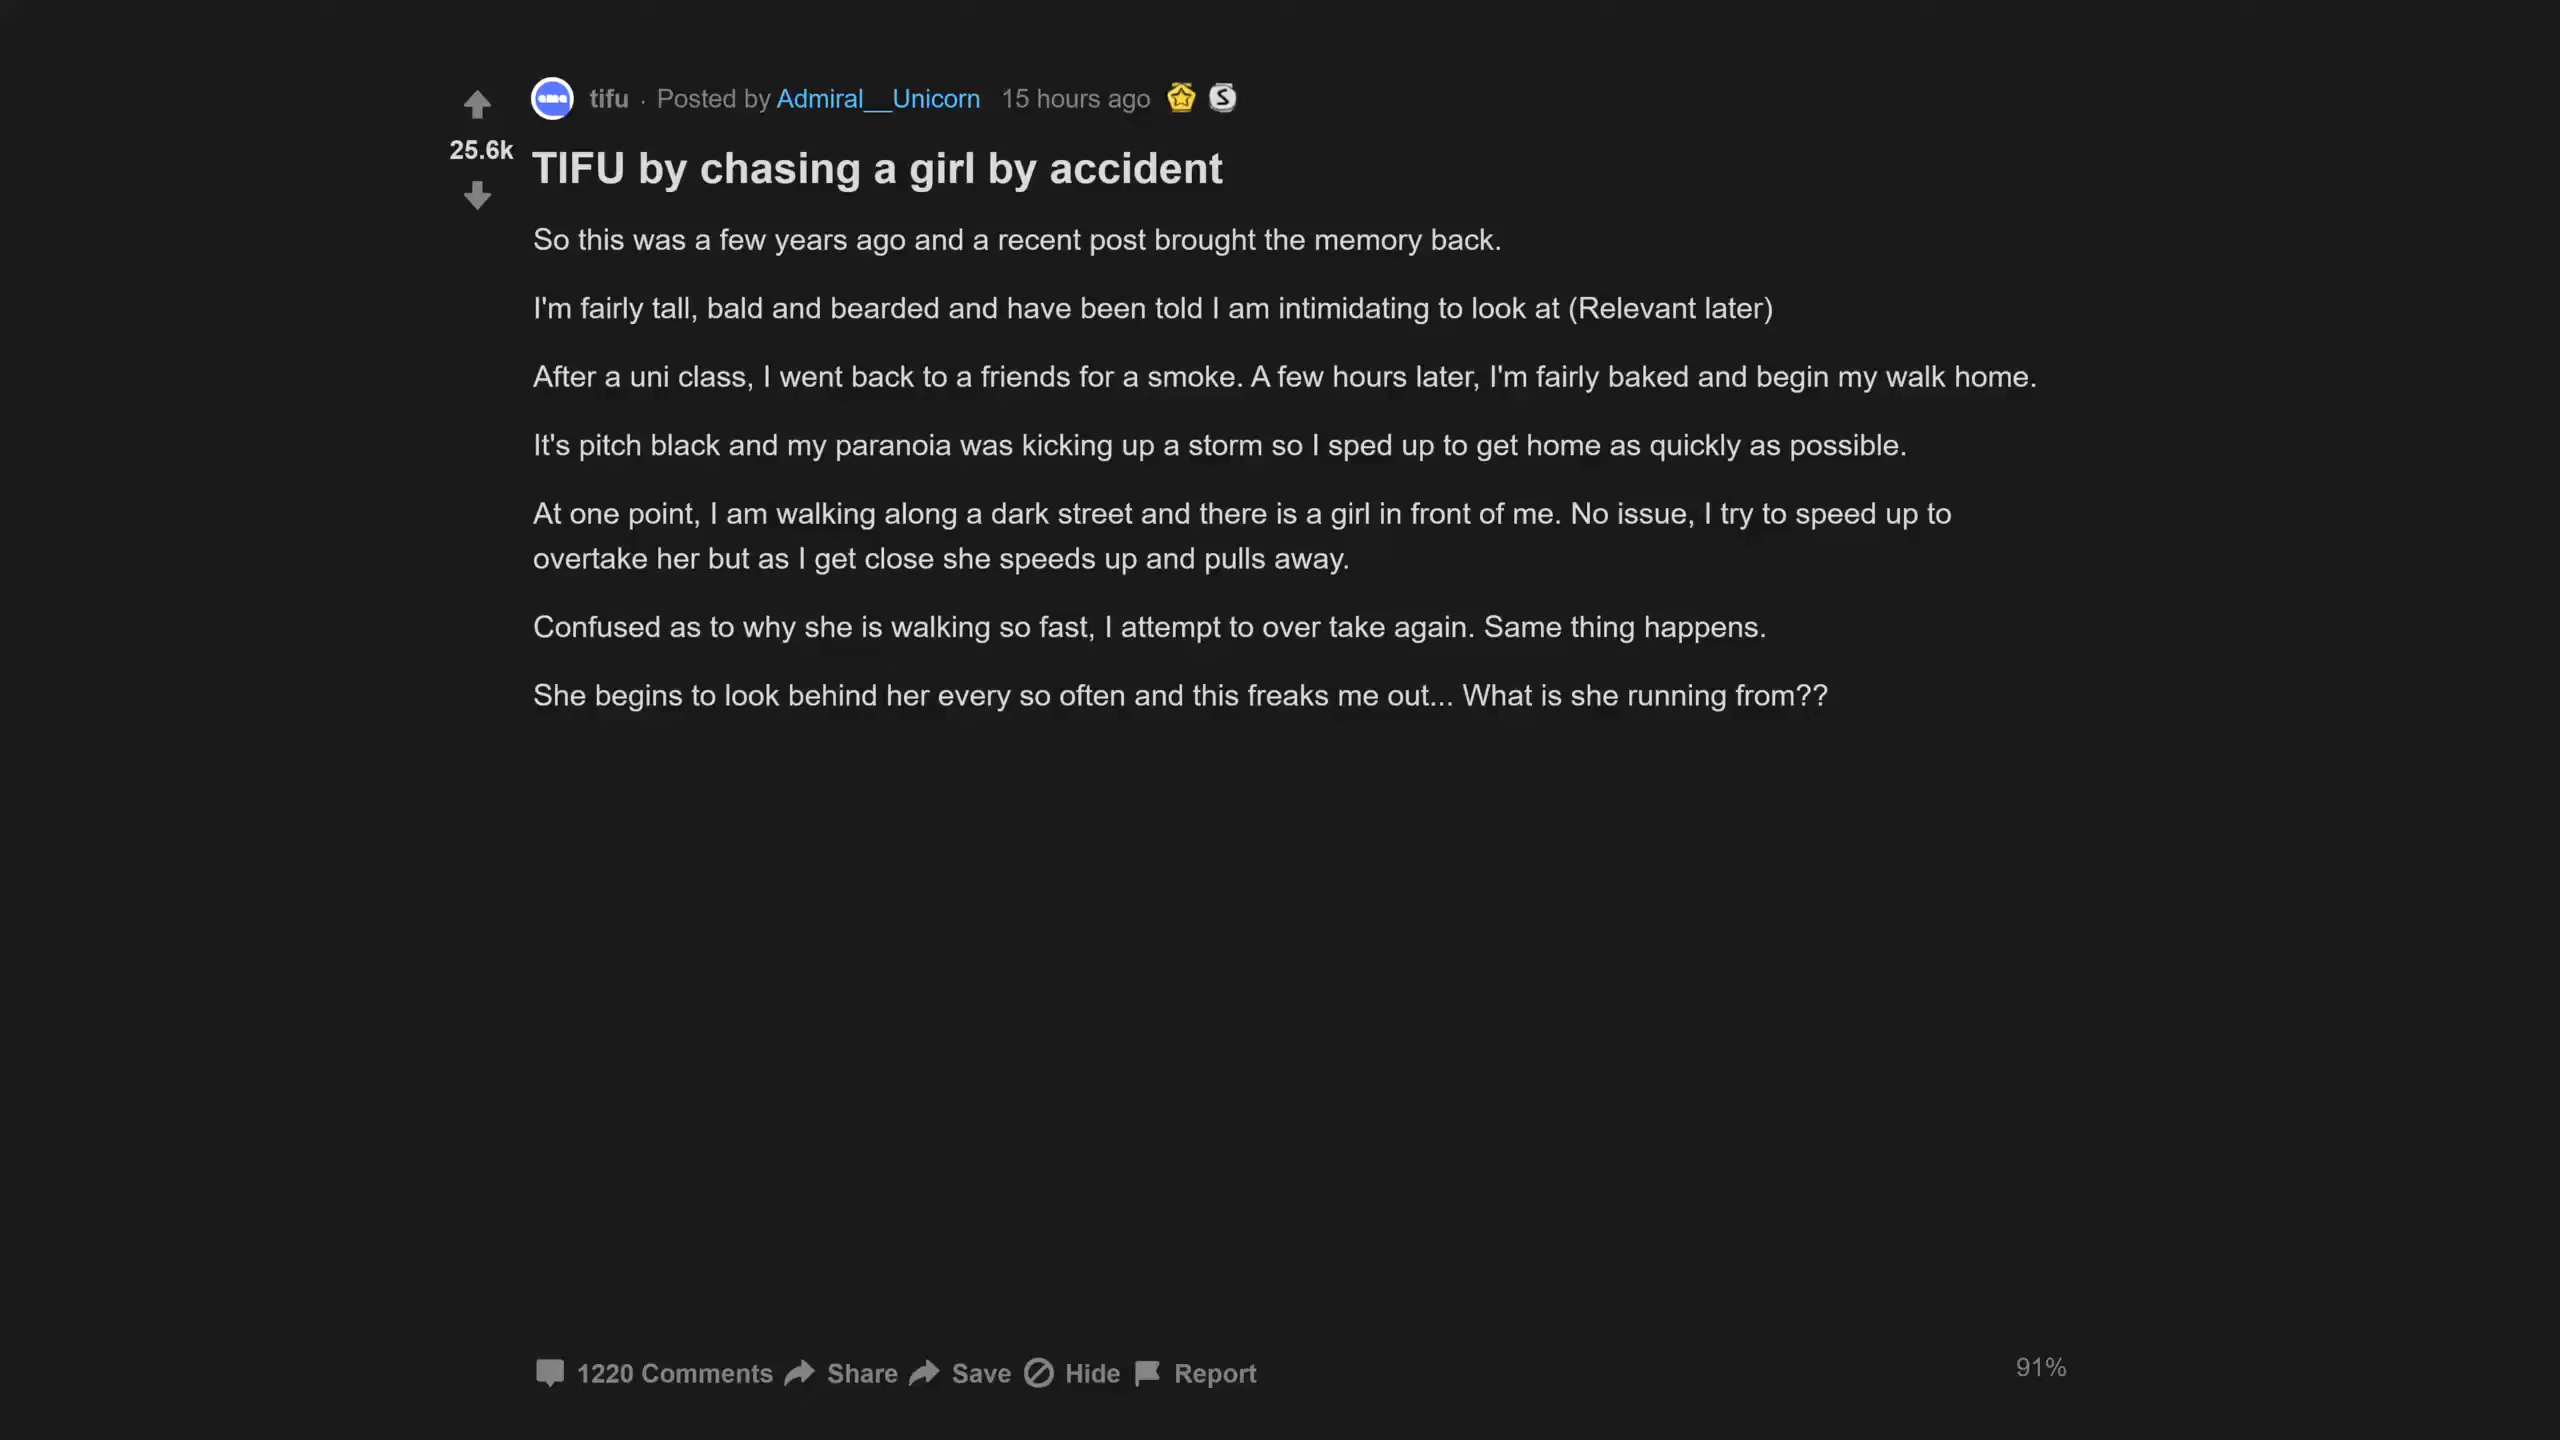 tifu · Posted by Admiral__Unicorn 15 hours ago
25.6k
TIFU by chasing a girl by accident
So this was a few years ago and a recent post brought the memory back.
I'm fairly tall, bald and bearded and have been told I am intimidating to look at (Relevant later)
After a uni class, I went back to a friends for a smoke. A few hours later, I'm fairly baked and begin my walk home.
It's pitch black and my paranoia was kicking up a storm so I sped up to get home as quickly as possible.
At one point, I am walking along a dark street and there is a girl in front of me. No issue, I try to speed up to
overtake her but as I get close she speeds up and pulls away.
Confused as to why she is walking so fast, I attempt to over take again. Same thing happens.
She begins to look behind her every so often and this freaks me out... What is she running from??
1220 Comments Share Save Hide Report
91%